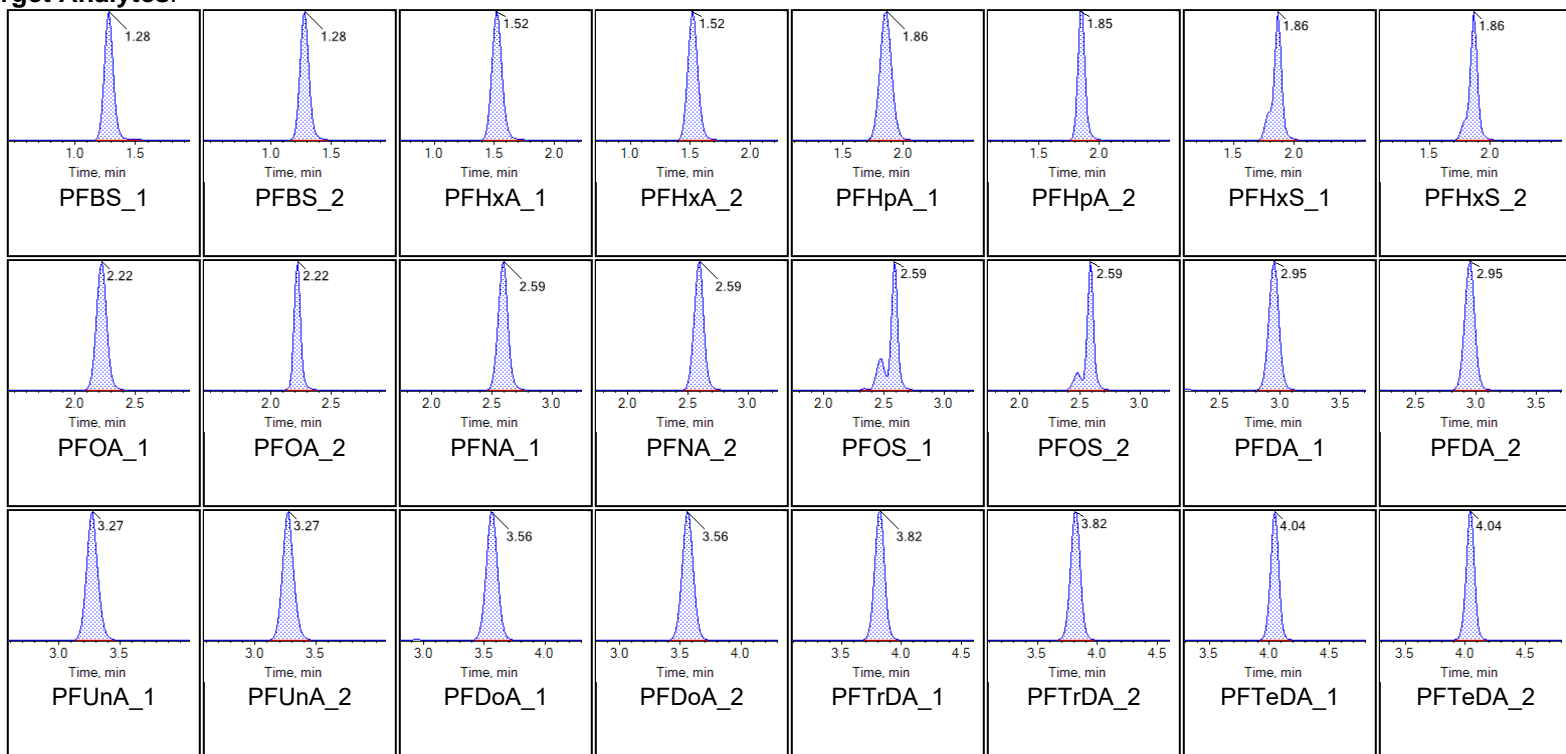 rget Analytes:
1.28 1.28 1.52 1.52 1.86 1.85 1.86 1.86
1.0 1.5 1.0 1.5 1.0 1.5 2.0 1.0 1.5 2.0 1.5 2.0 1.5 2.0 1.5 2.0 1.5 2.0
Time, min Time, min Time, min Time, min Time, min Time, min Time, min Time, min
PFBS_1 PFBS_2 PFHxA_1 PFHxA_2 PFHpA_1 PFHpA_2 PFHxS_1 PFHxS_2
2.22 2.22 2.59 2.59 2.59 2.59 2.95 2.95
2.0 2.5 2.0 2.5 2.0 2.5 3.0 2.0 2.5 3.0 2.0 2.5 3.0 2.0 2.5 3.0 2.5 3.0 3.5 2.5 3.0 3.5
Time, min Time, min Time, min Time, min Time, min Time, min Time, min Time, min
PFOA_1 PFOA_2 PFNA_1 PFNA_2 PFOS_1 PFOS_2 PFDA_1 PFDA_2
3.27 3.27 3.56 3.56 3.82 3.82 4.04 4.04
3.0 3.5 3.0 3.5 3.0 3.5 4.0 3.0 3.5 4.0 3.5 4.0 4.5 3.5 4.0 4.5 3.5 4.0 4.5 3.5 4.0 4.5
Time, min Time, min Time, min Time, min Time, min Time, min Time, min Time, min
PFUnA_1 PFUnA_2 PFDoA_1 PFDoA_2 PFTrDA_1 PFTrDA_2 PFTeDA_1 PFTeDA_2